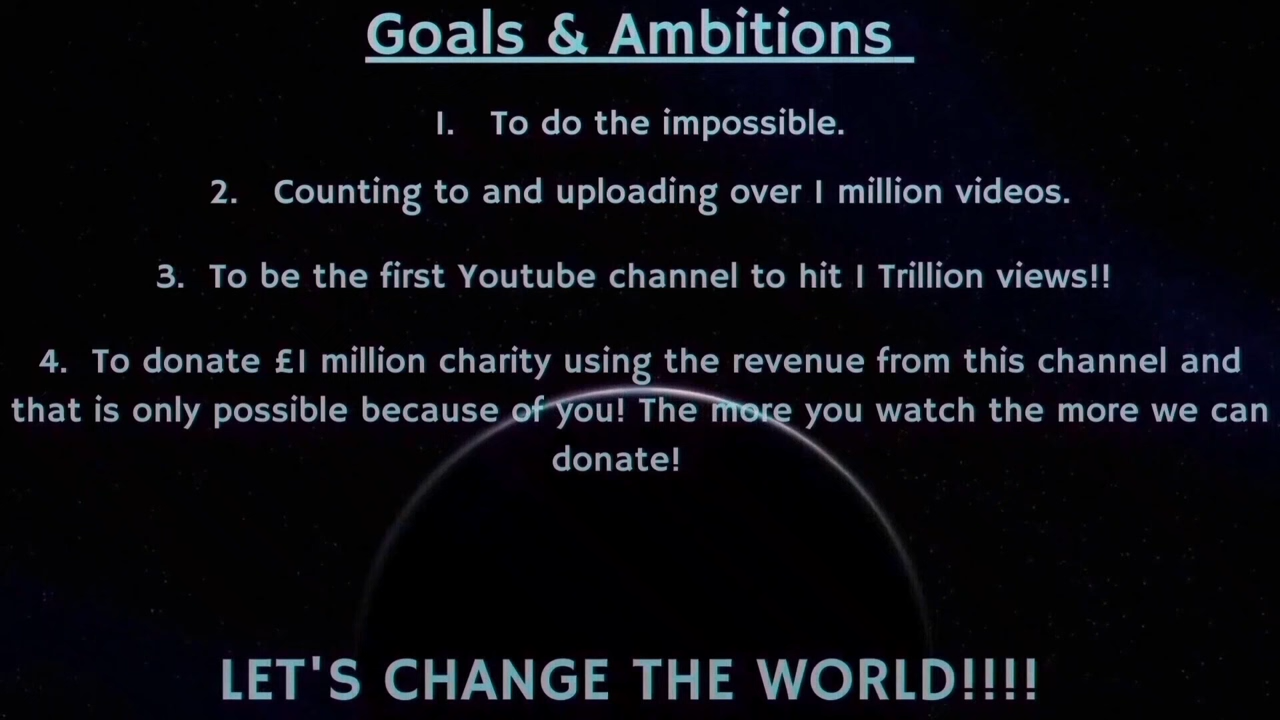 Goals & Ambitions
1. To do the impossible.
2. Counting to and uploading over 1 million videos.
3. To be the first Youtube channel to hit 1 Trillion views!!
4. To donate £1 million charity using the revenue from this channel and
that is only possible because of you! The more you watch the more we can
donate!
LET'S CHANGE THE WORLD!!!!